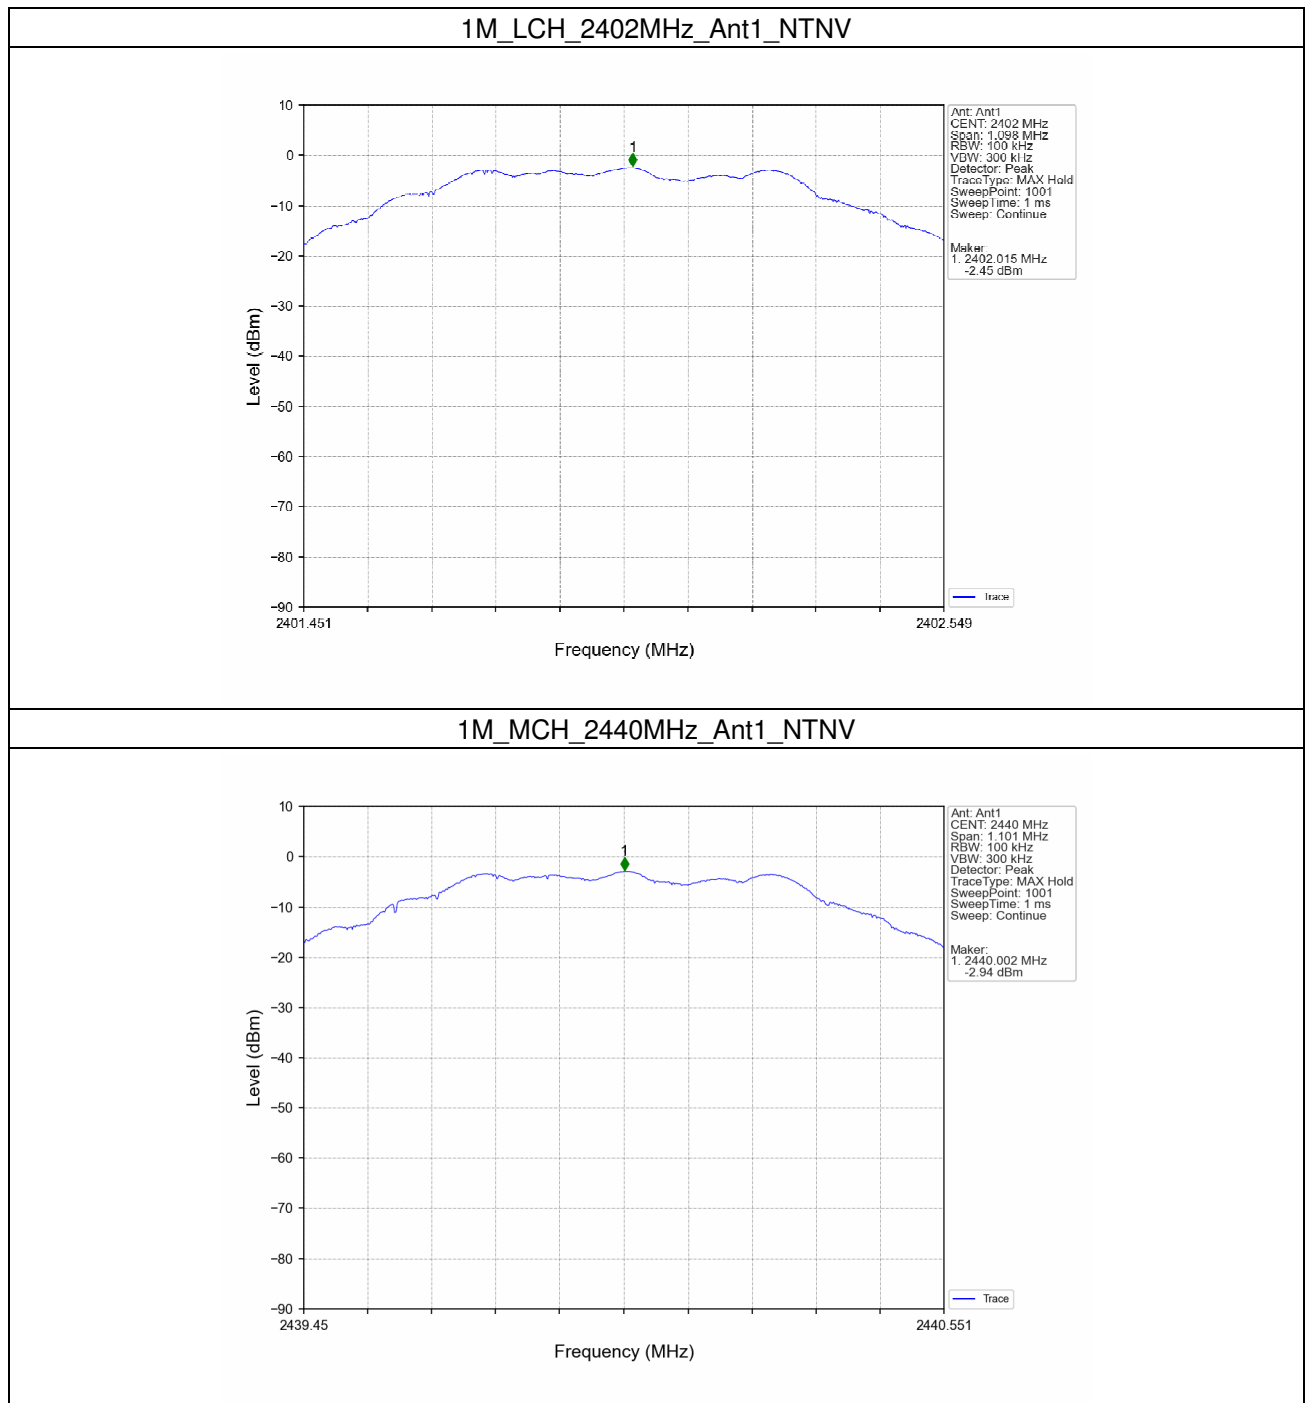 1M_LCH_2402MHz_Ant1_NTNV
10
0
−10
−20
−30
−40
−50
−60
−70
−80
−90
Level (dBm)
1
2401.451
2402.549
Frequency (MHz)
Ant: Ant1
CENT: 2402 MHz
Span: 1.098 MHz
RBW: 100 kHz
VBW: 300 kHz
Detector: Peak
TraceType: MAX Hold
SweepPoint: 1001
SweepTime: 1 ms
Sweep: Continue
Maker:
1. 2402.015 MHz
-2.45 dBm
Trace
1M_MCH_2440MHz_Ant1_NTNV
10
0
−10
−20
−30
−40
−50
−60
−70
−80
−90
Level (dBm)
1
2439.45
2440.551
Frequency (MHz)
Ant: Ant1
CENT: 2440 MHz
Span: 1.101 MHz
RBW: 100 kHz
VBW: 300 kHz
Detector: Peak
TraceType: MAX Hold
SweepPoint: 1001
SweepTime: 1 ms
Sweep: Continue
Maker:
1. 2440.002 MHz
-2.94 dBm
Trace